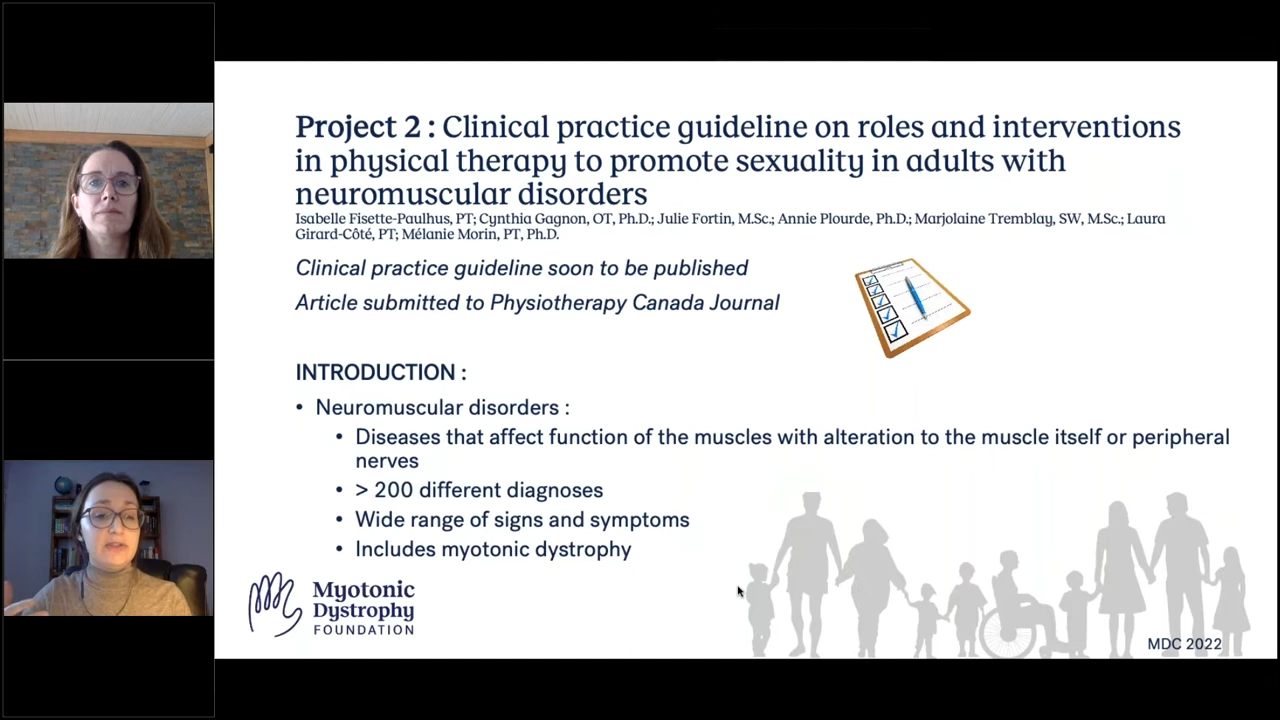 Project 2 : Clinical practice guideline on roles and interventions
in physical therapy to promote sexuality in adults with
neuromuscular disorders
Isabelle Fisette-Paulhus, PT; Cynthia Gagnon, OT, Ph.D.; Julie Fortin, M.Sc.; Annie Plourde, Ph.D.; Marjolaine Tremblay, SW, M.Sc.; Laura
Girard-Côté, PT; Mélanie Morin, PT, Ph.D.
Clinical practice guideline soon to be published
Article submitted to Physiotherapy Canada Journal
INTRODUCTION :
• Neuromuscular disorders :
• Diseases that affect function of the muscles with alteration to the muscle itself or peripheral
nerves
• > 200 different diagnoses
• Wide range of signs and symptoms
• Includes myotonic dystrophy
Myotonic
Dystrophy
FOUNDATION
MDC 2022